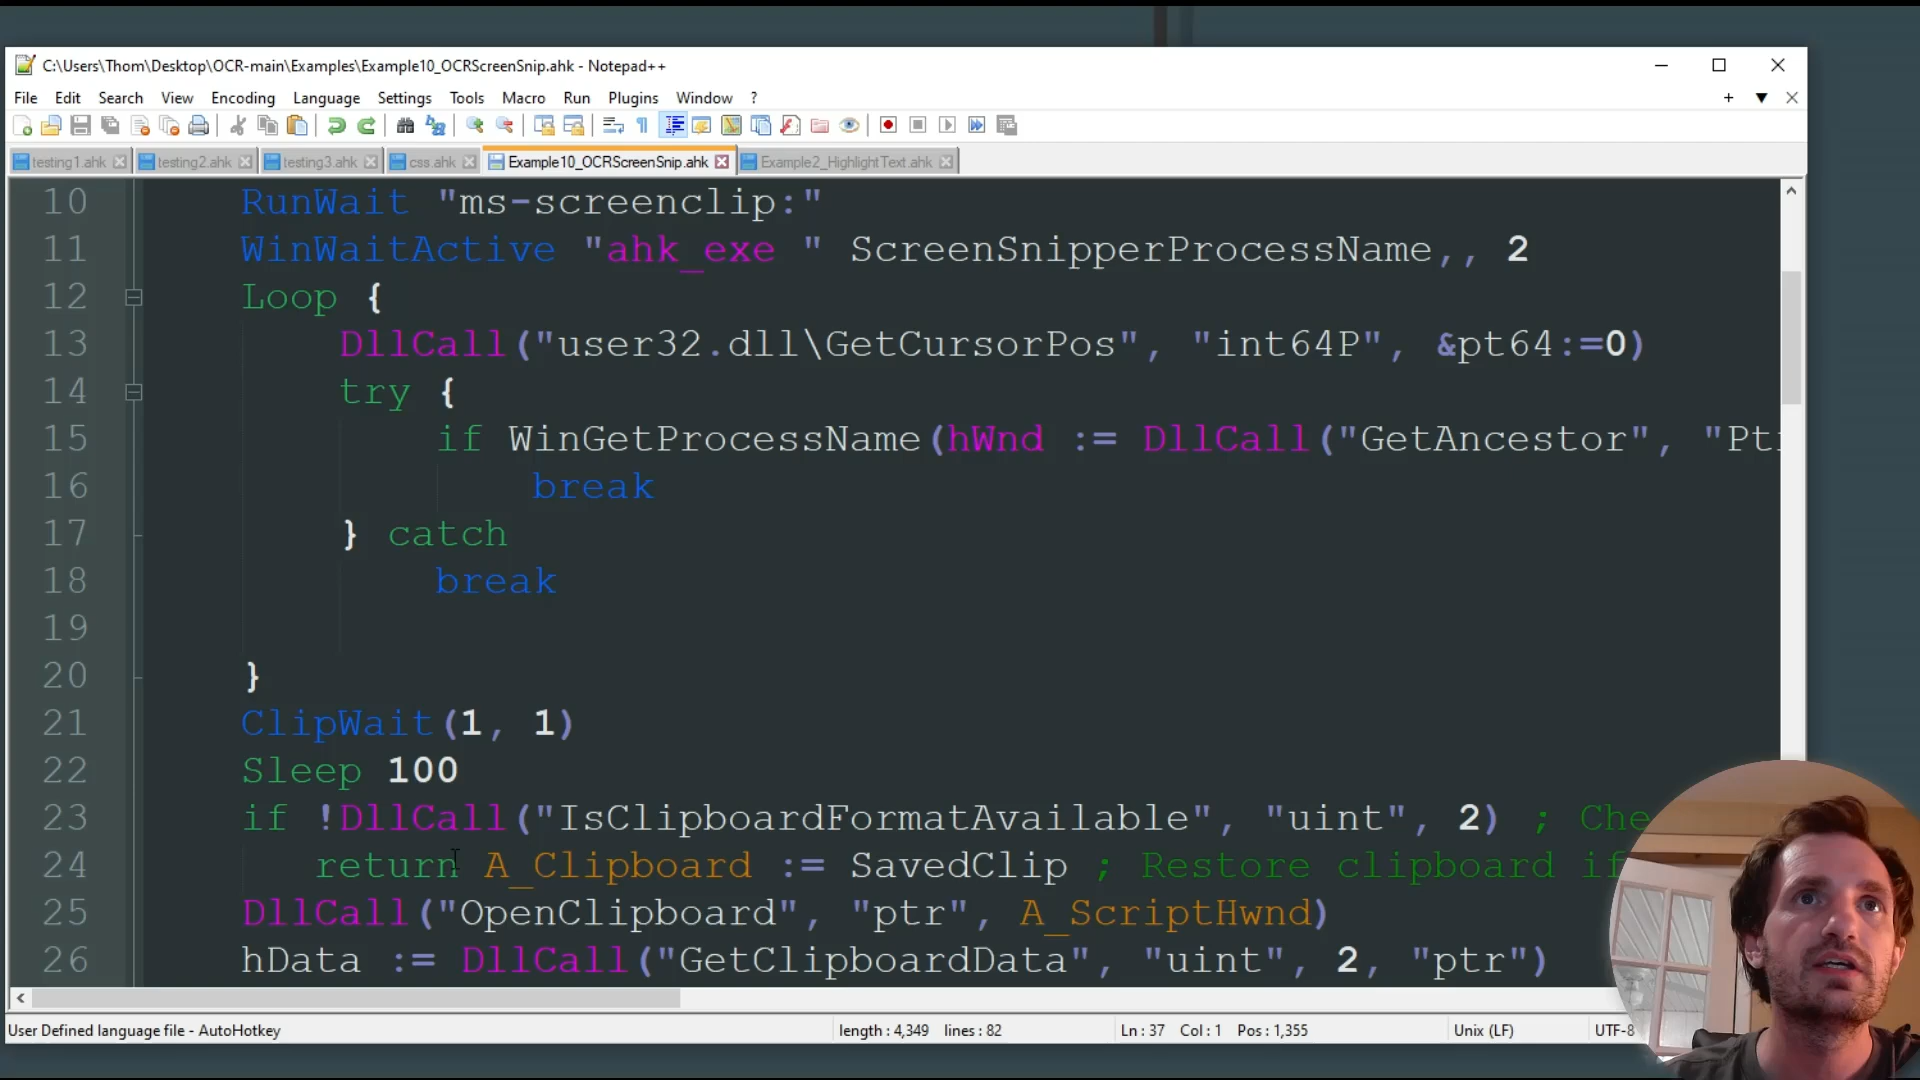 C:\Users\Thom\Desktop\OCR-main\Examples\Example10_OCRScreenSnip.ahk - Notepad++
File Edit Search View Encoding Language Settings Tools Macro Run Plugins Window ?
testing1.ahk testing2.ahk testing3.ahk css.ahk Example10_OCRScreenSnip.ahk Example2_HighlightText.ahk
10 RunWait "ms-screenclip:"
11 WinWaitActive "ahk_exe " ScreenSnipperProcessName,, 2
12 Loop {
13 DllCall("user32.dll\GetCursorPos", "int64P", &pt64:=0)
14 try {
15 if WinGetProcessName(hWnd := DllCall("GetAncestor", "Ptr
16 break
17 } catch
18 break
19
20 }
21 ClipWait(1, 1)
22 Sleep 100
23 if !DllCall("IsClipboardFormatAvailable", "uint", 2) ; Che
24 return A_Clipboard := SavedClip ; Restore clipboard if
25 DllCall("OpenClipboard", "ptr", A_ScriptHwnd)
26 hData := DllCall("GetClipboardData", "uint", 2, "ptr")
User Defined language file - AutoHotkey length : 4,349 lines : 82 Ln : 37 Col : 1 Pos : 1,355 Unix (LF) UTF-8